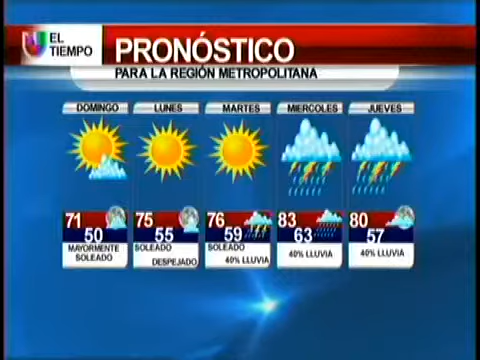 EL
TIEMPO
PRONÓSTICO
PARA LA REGIÓN METROPOLITANA
DOMINGO LUNES MARTES MIERCOLES JUEVES
71 75 76 83 80
50 55 59 63 57
MAYORMENTE
SOLEADO
SOLEADO
DESPEJADO
SOLEADO
40% LLUVIA
40% LLUVIA
40% LLUVIA